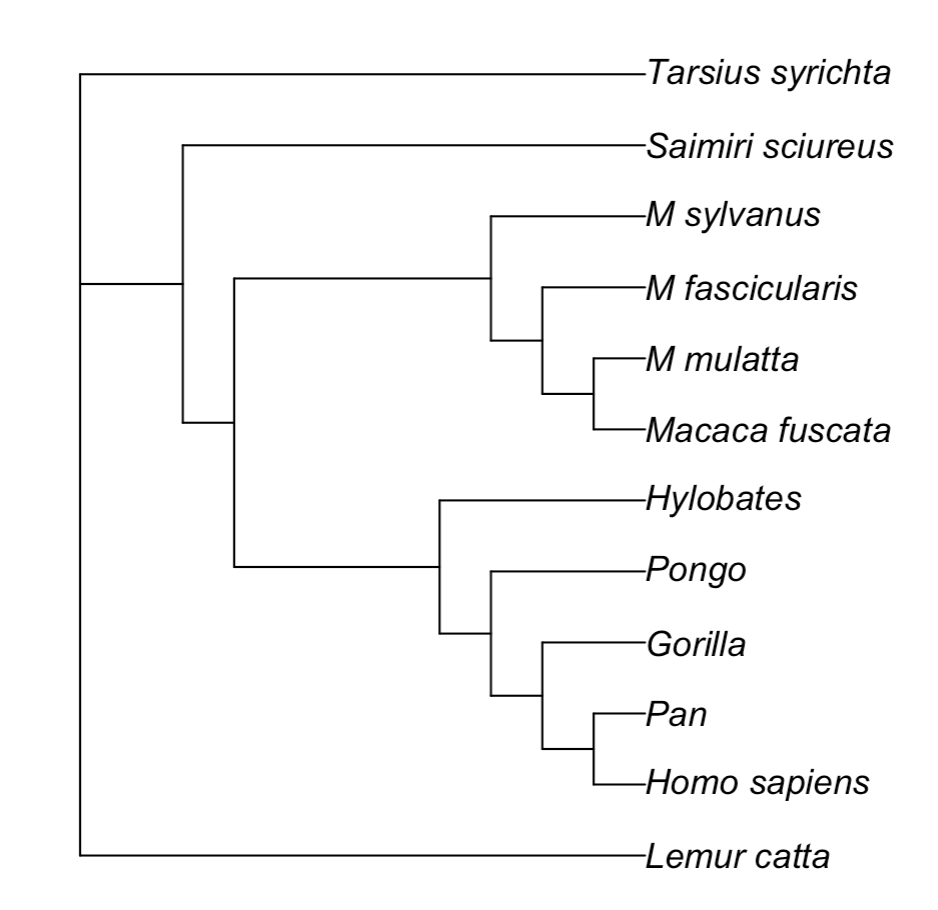 Tarsius syrichta
Saimiri sciureus
M sylvanus
M fascicularis
M mulatta
Macaca fuscata
Hylobates
Pongo
Gorilla
Pan
Homo sapiens
Lemur catta